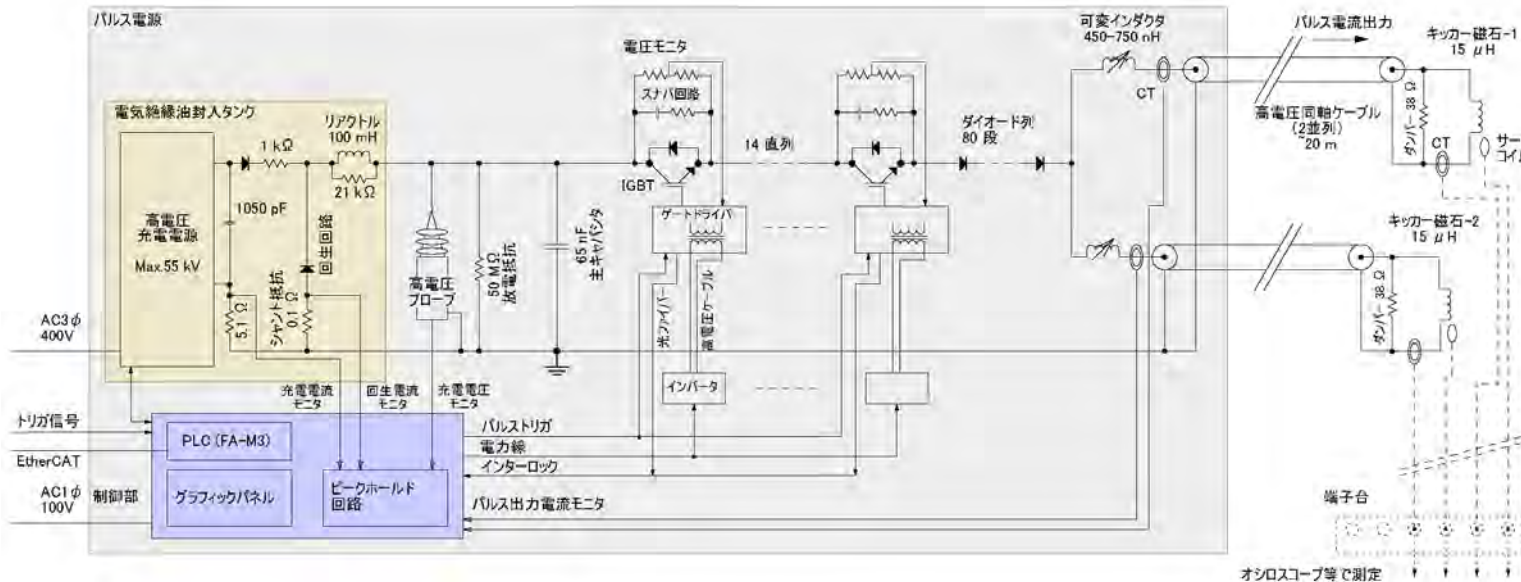 パルス電源
電気絶縁油封入タンク
高電圧
充電電源
Max.55 kV
1 kΩ
リアクトル
100 mH
21 kΩ
1050 pF
回生回路
5.1 Ω
シャント抵抗
0.1 Ω
高電圧
プローブ
50 MΩ
放電抵抗
65 nF
主キャパシタ
電圧モニタ
スナバ回路
IGBT
14 直列
ゲートドライバ
光ファイバー
高電圧ケーブル
インバータ
ダイオード列
80 段
可変インダクタ
450-750 nH
CT
パルス電流出力
高電圧同軸ケーブル
(2並列)
~20 m
キッカー磁石-1
15 μH
ダンパー 38 Ω
CT
サー
コイル
キッカー磁石-2
15 μH
ダンパー 38 Ω
AC3φ
400V
トリガ信号
EtherCAT
AC1φ
100V
制御部
PLC (FA-M3)
グラフィックパネル
ピークホールド
回路
充電電流
モニタ
回生電流
モニタ
充電電圧
モニタ
パルストリガ
電力線
インターロック
パルス出力電流モニタ
端子台
オシロスコープ等で測定